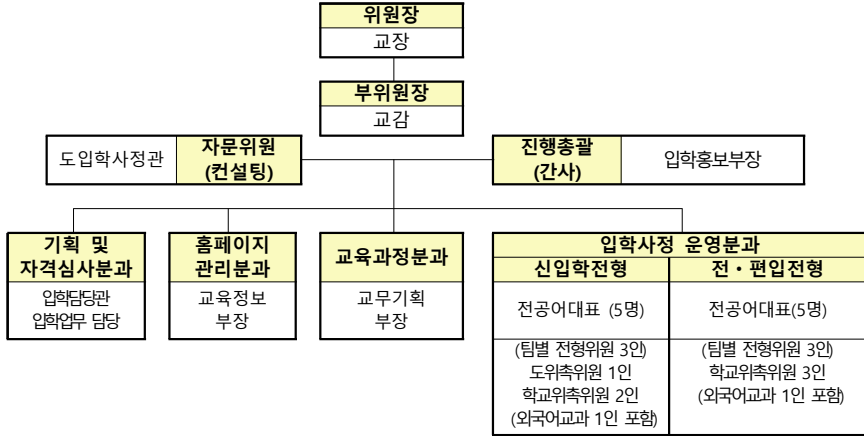 위원장
교장
부위원장
교감
도입학사정관
자문위원
(컨설팅)
진행총괄
(간사)
입학홍보부장
기획 및
자격심사분과
입학담당관
입학업무 담당
홈페이지
관리분과
교육정보
부장
교육과정분과
교무기획
부장
입학사정 운영분과
신입학전형
전・편입전형
전공어대표 (5명)
전공어대표(5명)
(팀별 전형위원 3인)
도위촉위원 1인
학교위촉위원 2인
(외국어교과 1인 포함)
(팀별 전형위원 3인)
학교위촉위원 3인
(외국어교과 1인 포함)